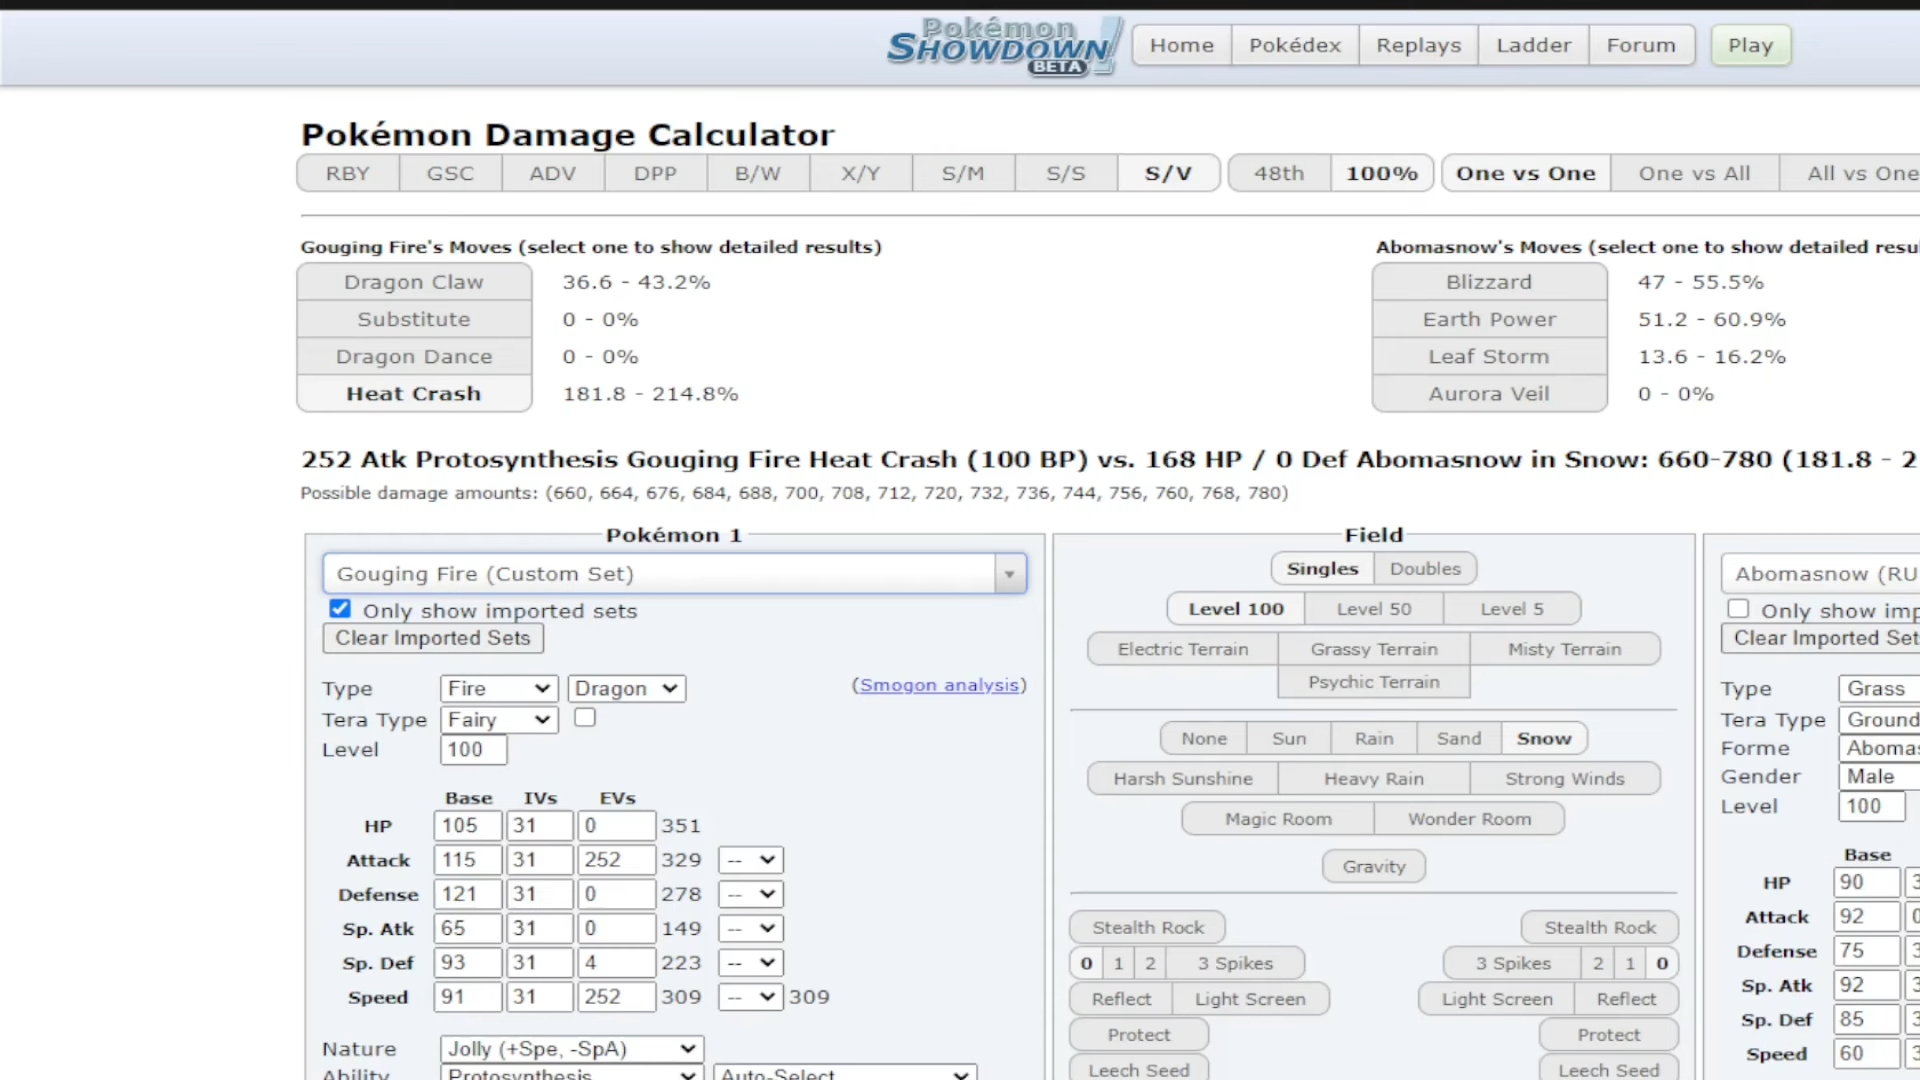 Pokémon
SHOWDOWN!
BETA
Home
Pokédex
Replays
Ladder
Forum
Play
Pokémon Damage Calculator
RBY
GSC
ADV
DPP
B/W
X/Y
S/M
S/S
S/V
48th
100%
One vs One
One vs All
All vs One
Gouging Fire's Moves (select one to show detailed results)
Dragon Claw 36.6 - 43.2%
Substitute 0 - 0%
Dragon Dance 0 - 0%
Heat Crash 181.8 - 214.8%
Abomasnow's Moves (select one to show detailed resu
Blizzard 47 - 55.5%
Earth Power 51.2 - 60.9%
Leaf Storm 13.6 - 16.2%
Aurora Veil 0 - 0%
252 Atk Protosynthesis Gouging Fire Heat Crash (100 BP) vs. 168 HP / 0 Def Abomasnow in Snow: 660-780 (181.8 - 2
Possible damage amounts: (660, 664, 676, 684, 688, 700, 708, 712, 720, 732, 736, 744, 756, 760, 768, 780)
Pokémon 1
Gouging Fire (Custom Set)
Only show imported sets
Clear Imported Sets
Type Fire Dragon (Smogon analysis)
Tera Type Fairy
Level 100
Base IVs EVs
HP 105 31 0 351
Attack 115 31 252 329 --
Defense 121 31 0 278 --
Sp. Atk 65 31 0 149 --
Sp. Def 93 31 4 223 --
Speed 91 31 252 309 -- 309
Nature Jolly (+Spe, -SpA)
Ability Protosynthesis Auto-Select
Field
Singles Doubles
Level 100 Level 50 Level 5
Electric Terrain Grassy Terrain Misty Terrain
Psychic Terrain
None Sun Rain Sand Snow
Harsh Sunshine Heavy Rain Strong Winds
Magic Room Wonder Room
Gravity
Stealth Rock Stealth Rock
0 1 2 3 Spikes 3 Spikes 2 1 0
Reflect Light Screen Light Screen Reflect
Protect Protect
Leech Seed Leech Seed
Abomasnow (RU
Only show imp
Clear Imported Sets
Type Grass
Tera Type Ground
Forme Abomas
Gender Male
Level 100
Base
HP 90 3
Attack 92 0
Defense 75 3
Sp. Atk 92 3
Sp. Def 85 3
Speed 60 3